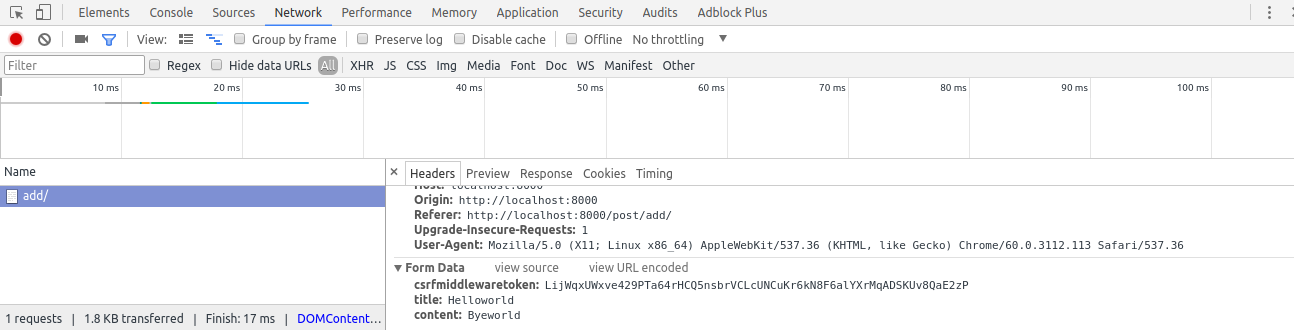 Elements Console Sources Network Performance Memory Application Security Audits Adblock Plus
View: Group by frame Preserve log Disable cache Offline No throttling
Filter Regex Hide data URLs All XHR JS CSS Img Media Font Doc WS Manifest Other
10 ms 20 ms 30 ms 40 ms 50 ms 60 ms 70 ms 80 ms 90 ms 100 ms
Name
× Headers Preview Response Cookies Timing
add/
Host: localhost:8000
Origin: http://localhost:8000
Referer: http://localhost:8000/post/add/
Upgrade-Insecure-Requests: 1
User-Agent: Mozilla/5.0 (X11; Linux x86_64) AppleWebKit/537.36 (KHTML, like Gecko) Chrome/60.0.3112.113 Safari/537.36
Form Data view source view URL encoded
csrfmiddlewaretoken: LijWqxUWxve429PTa64rHCQ5nsbrVCLcUNCuKr6kN8F6alYXrMqADSKUv8QaE2zP
title: Helloworld
content: Byeworld
1 requests | 1.8 KB transferred | Finish: 17 ms | DOMContent…